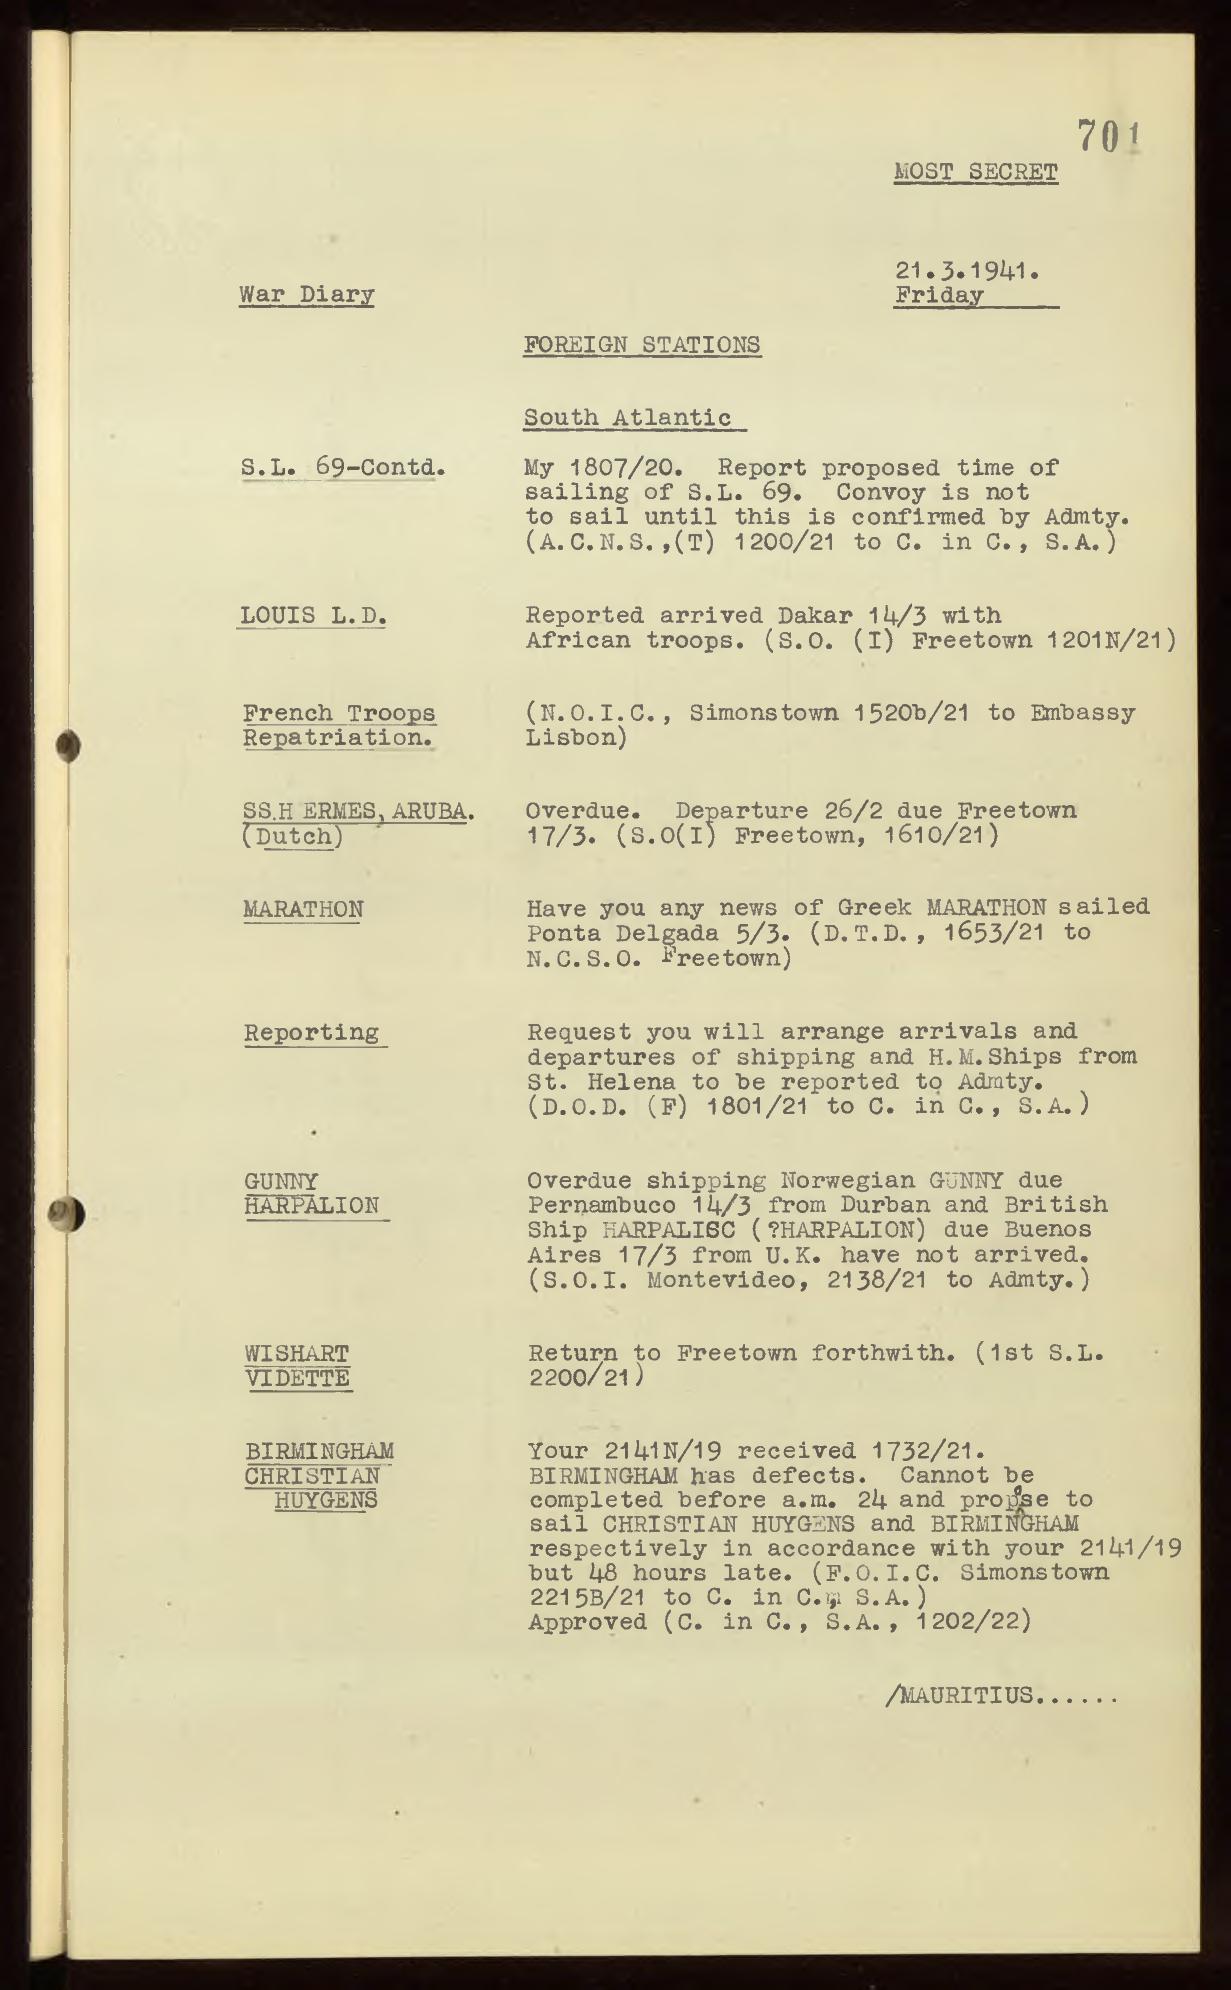 701
MOST SECRET
21.3.1941.
War Diary
Friday
FOREIGN STATIONS
South Atlantic
S.L. 69-Contd.
My 1807/20. Report proposed time of
sailing of S.L. 69. Convoy is not
to sail until this is confirmed by Admty.
(A.C.N.S.,(T) 1200/21 to C. in C., S.A.)
LOUIS L.D.
Reported arrived Dakar 14/3 with
African troops. (S.O. (I) Freetown 1201N/21)
French Troops
Repatriation.
(N.O.I.C., Simonstown 1520b/21 to Embassy
Lisbon)
SS.H ERMES, ARUBA.
(Dutch)
Overdue. Departure 26/2 due Freetown
17/3. (S.O(I) Freetown, 1610/21)
MARATHON
Have you any news of Greek MARATHON sailed
Ponta Delgada 5/3. (D.T.D., 1653/21 to
N.C.S.O. Freetown)
Reporting
Request you will arrange arrivals and
departures of shipping and H.M.Ships from
St. Helena to be reported to Admty.
(D.O.D. (F) 1801/21 to C. in C., S.A.)
GUNNY
HARPALION
Overdue shipping Norwegian GUNNY due
Pernambuco 14/3 from Durban and British
Ship HARPALISC (?HARPALION) due Buenos
Aires 17/3 from U.K. have not arrived.
(S.O.I. Montevideo, 2138/21 to Admty.)
WISHART
VIDETTE
Return to Freetown forthwith. (1st S.L.
2200/21)
BIRMINGHAM
CHRISTIAN
HUYGENS
Your 2141N/19 received 1732/21.
BIRMINGHAM has defects. Cannot be
completed before a.m. 24 and propose to
sail CHRISTIAN HUYGENS and BIRMINGHAM
respectively in accordance with your 2141/19
but 48 hours late. (F.O.I.C. Simonstown
2215B/21 to C. in C., S.A.)
Approved (C. in C., S.A., 1202/22)
/MAURITIUS......